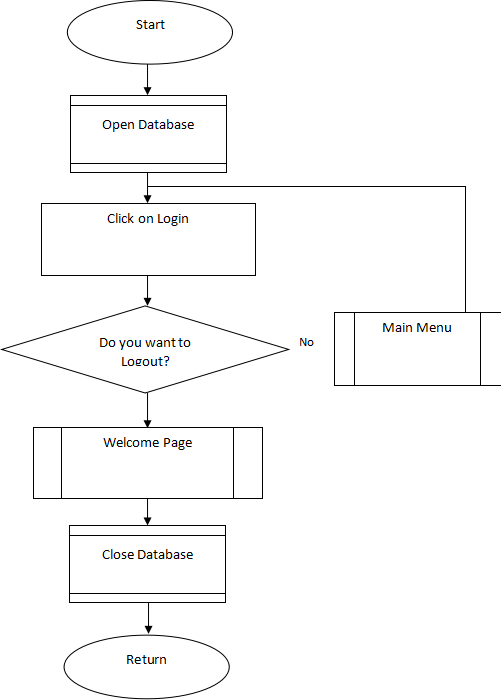 Start
Open Database
Click on Login
Do you want to
Logout?
No
Main Menu
Welcome Page
Close Database
Return